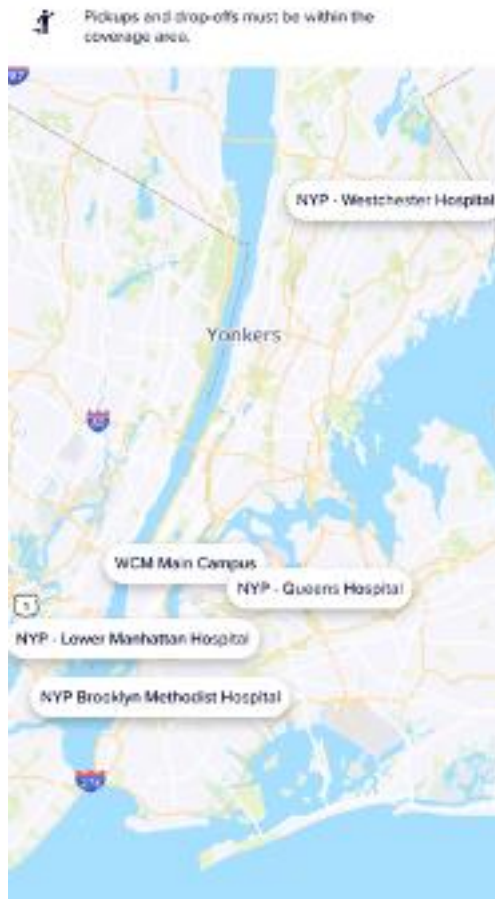 Pickups and drop-offs must be within the
coverage area.
NYP - Westchester Hospital
Yonkers
WCM Main Campus
NYP - Queens Hospital
NYP - Lower Manhattan Hospital
NYP Brooklyn Methodist Hospital
278